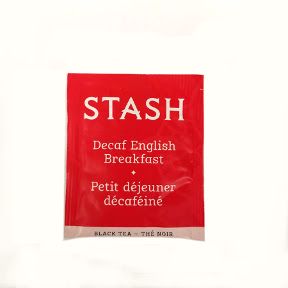 STASH
Decaf English
Breakfast
Petit déjeuner
décaféiné
BLACK TEA - THÉ NOIR